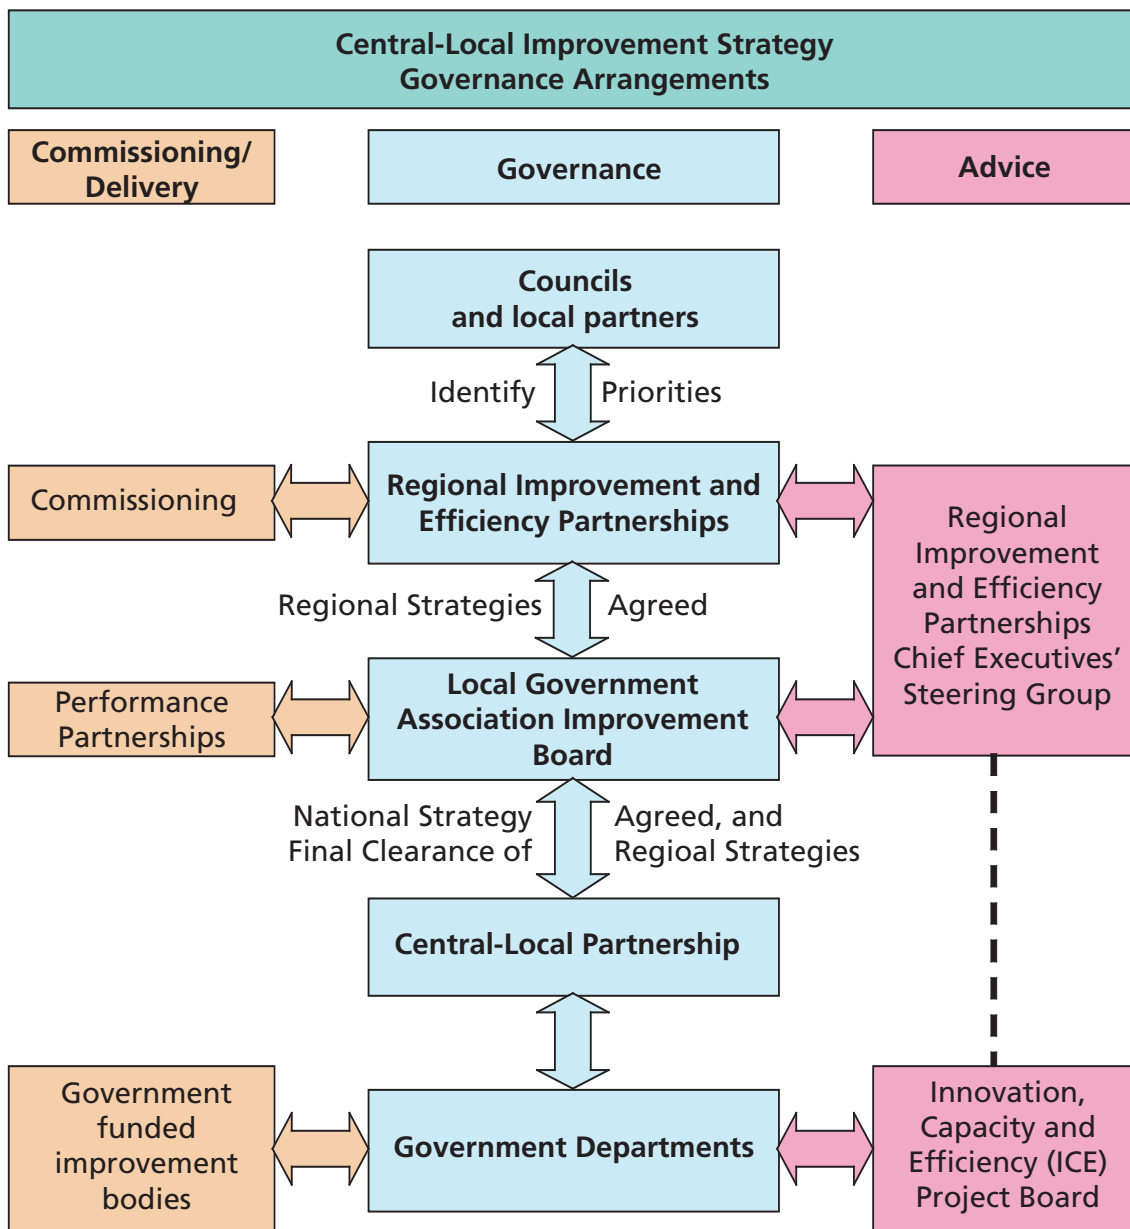 Central-Local Improvement Strategy
Governance Arrangements
Commissioning/
Delivery
Governance
Advice
Councils
and local partners
Identify Priorities
Commissioning
Regional Improvement and
Efficiency Partnerships
Regional
Improvement
and Efficiency
Partnerships
Chief Executives’
Steering Group
Regional Strategies Agreed
Performance
Partnerships
Local Government
Association Improvement
Board
National Strategy Agreed, and
Final Clearance of Regioal Strategies
Central-Local Partnership
Government
funded
improvement
bodies
Government Departments
Innovation,
Capacity and
Efficiency (ICE)
Project Board